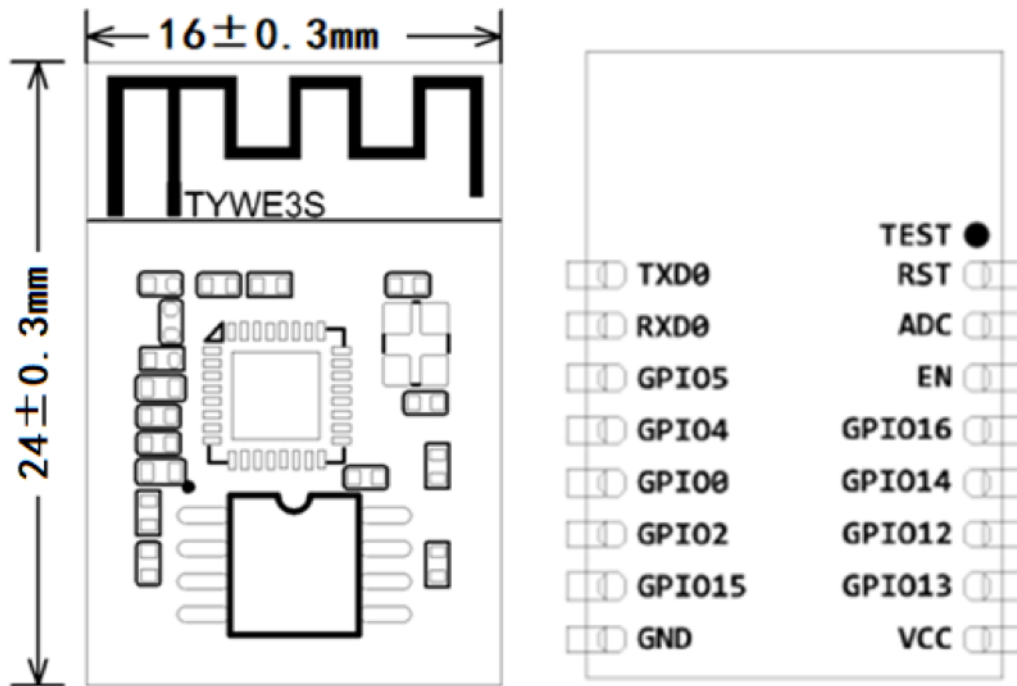 16±0.3mm
24±0.3mm
TYWE3S
TEST
TXD0 RST
RXD0 ADC
GPIO5 EN
GPIO4 GPIO16
GPIO0 GPIO14
GPIO2 GPIO12
GPIO15 GPIO13
GND VCC